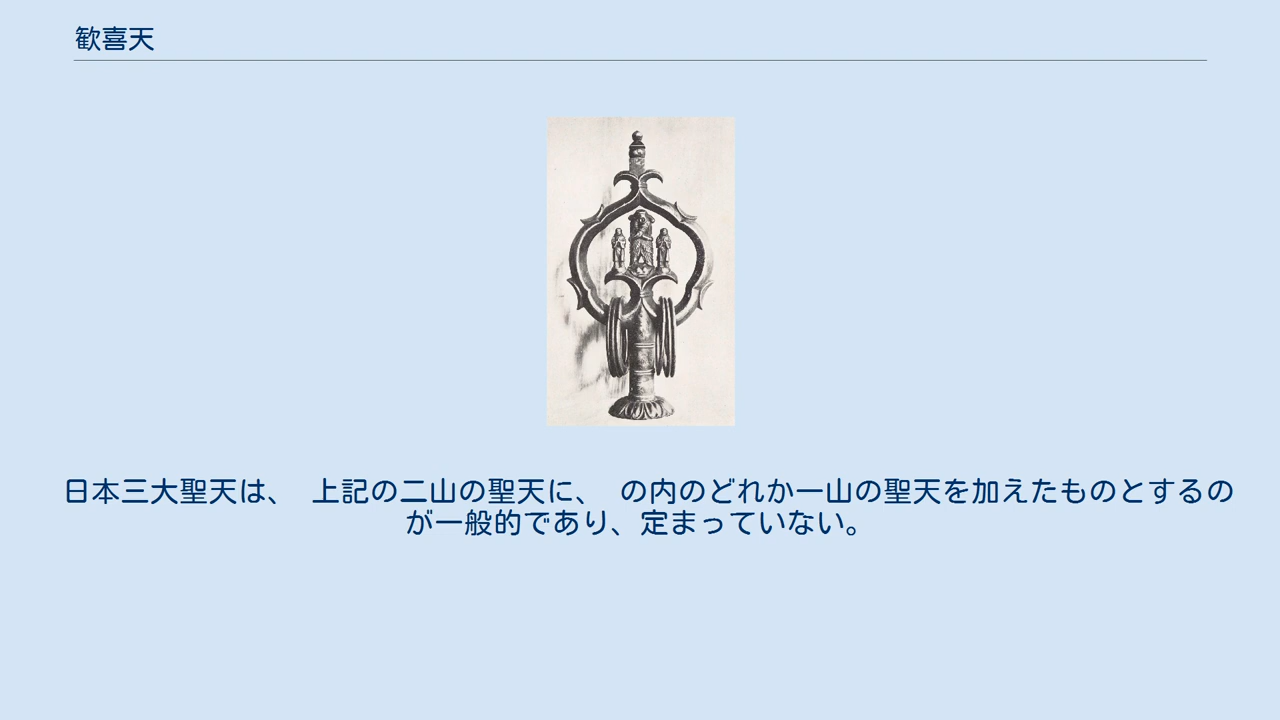 歓喜天
日本三大聖天は、 上記の二山の聖天に、 の内のどれか一山の聖天を加えたものとするの
が一般的であり、定まっていない。